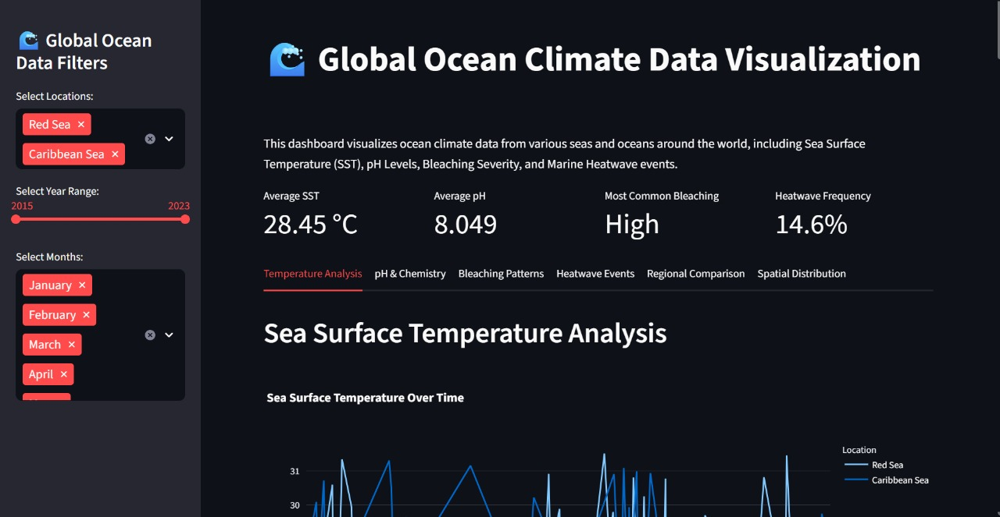 Global Ocean
Data Filters
Select Locations:
Red Sea ×
Caribbean Sea ×
Select Year Range:
2015 2023
Select Months:
January ×
February ×
March ×
April ×
Global Ocean Climate Data Visualization
This dashboard visualizes ocean climate data from various seas and oceans around the world, including Sea Surface
Temperature (SST), pH Levels, Bleaching Severity, and Marine Heatwave events.
Average SST Average pH Most Common Bleaching Heatwave Frequency
28.45 °C 8.049 High 14.6%
Temperature Analysis pH & Chemistry Bleaching Patterns Heatwave Events Regional Comparison Spatial Distribution
Sea Surface Temperature Analysis
Sea Surface Temperature Over Time
Location
Red Sea
Caribbean Sea
31
30